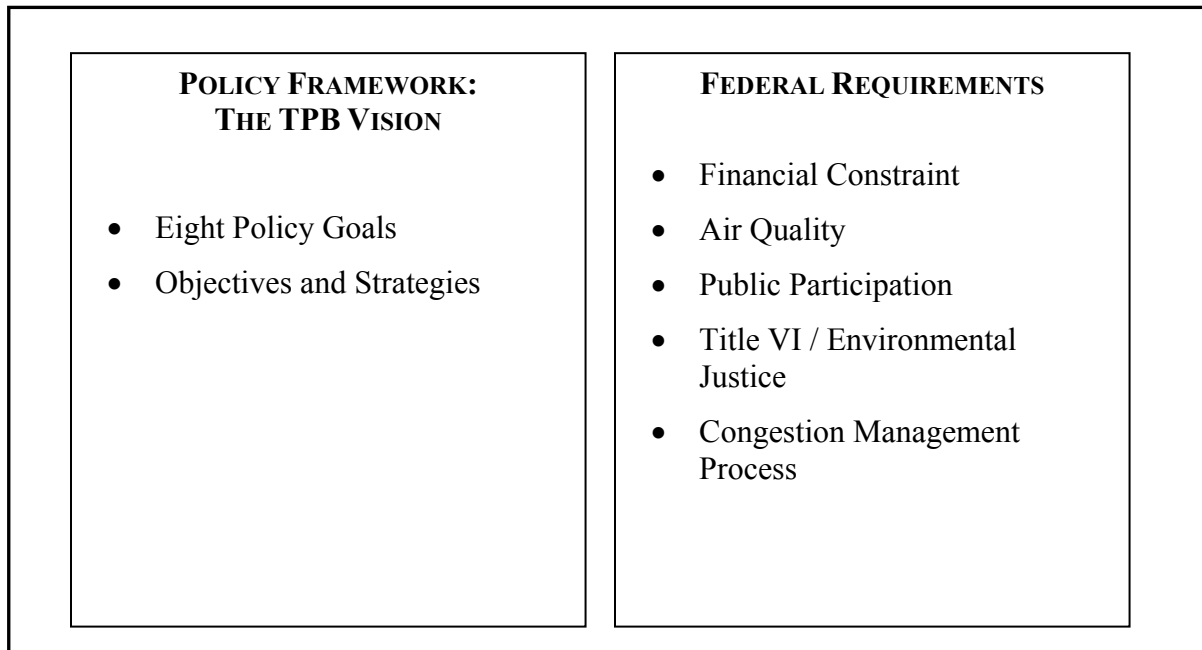 POLICY FRAMEWORK:
THE TPB VISION
• Eight Policy Goals
• Objectives and Strategies
FEDERAL REQUIREMENTS
• Financial Constraint
• Air Quality
• Public Participation
• Title VI / Environmental
Justice
• Congestion Management
Process